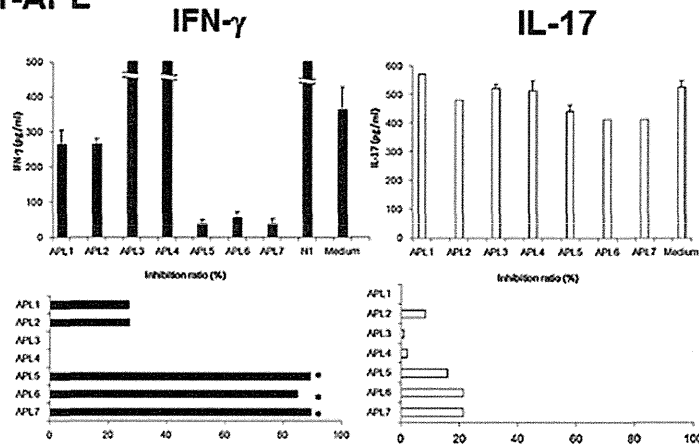 IFN-γ
IL-17
IFN-γ (pg/ml)
500
400
300
200
100
0
APL1 APL2 APL3 APL4 APL5 APL6 APL7 N1 Medium
IL-17 (pg/ml)
600
500
400
300
200
100
0
APL1 APL2 APL3 APL4 APL5 APL6 APL7 Medium
Inhibition ratio (%)
APL1
APL2
APL3
APL4
APL5
APL6
APL7
0 20 40 60 80 100
Inhibition ratio (%)
APL1
APL2
APL3
APL4
APL5
APL6
APL7
0 20 40 60 80